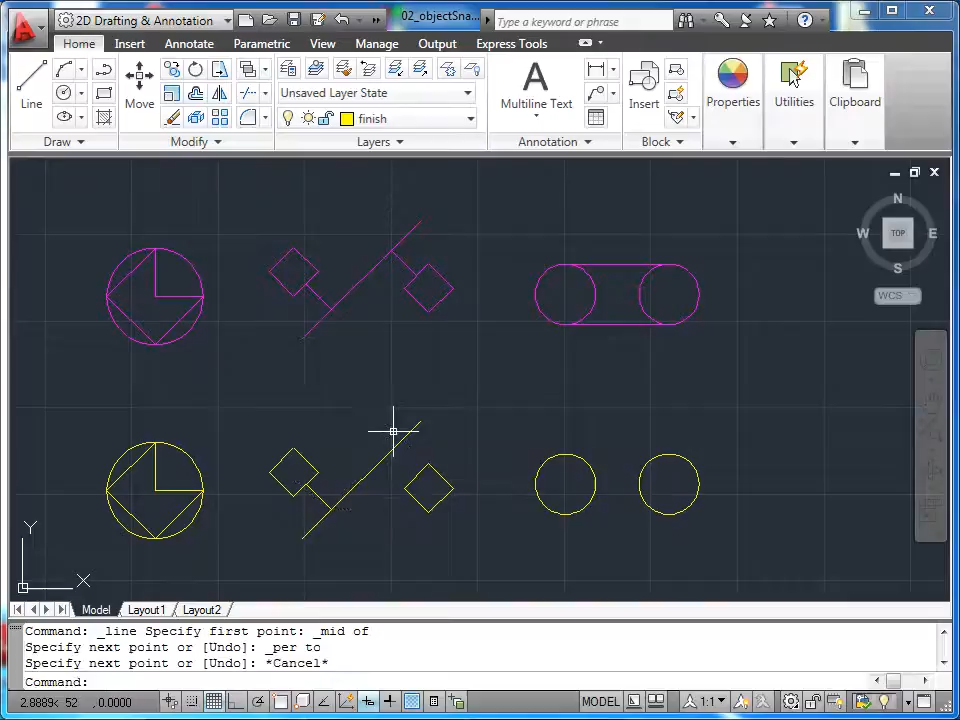 2D Drafting & Annotation
02_objectSna...
Type a keyword or phrase
Home Insert Annotate Parametric View Manage Output Express Tools
Line
Move
Unsaved Layer State
finish
Multiline Text
Insert
Properties
Utilities
Clipboard
Draw
Modify
Layers
Annotation
Block
N
W
TOP
E
S
WCS
Y
X
Model Layout1 Layout2
Command: _line Specify first point: _mid of
Specify next point or [Undo]: _per to
Specify next point or [Undo]: *Cancel*
Command:
2.8889< 52 , 0.0000
MODEL
1:1